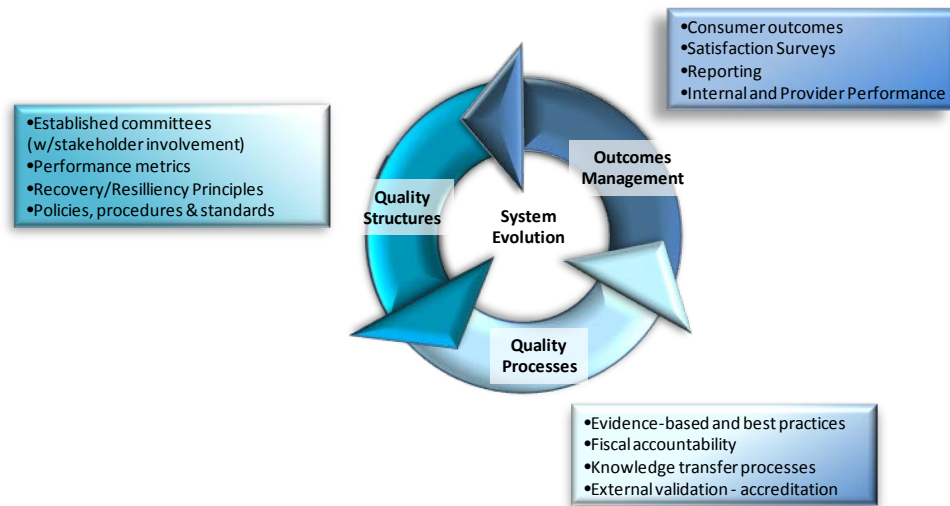 •Consumer outcomes
•Satisfaction Surveys
•Reporting
•Internal and Provider Performance
•Established committees
(w/stakeholder involvement)
•Performance metrics
•Recovery/Resilliency Principles
•Policies, procedures & standards
Outcomes
Management
Quality
Structures
System
Evolution
Quality
Processes
•Evidence-based and best practices
•Fiscal accountability
•Knowledge transfer processes
•External validation - accreditation